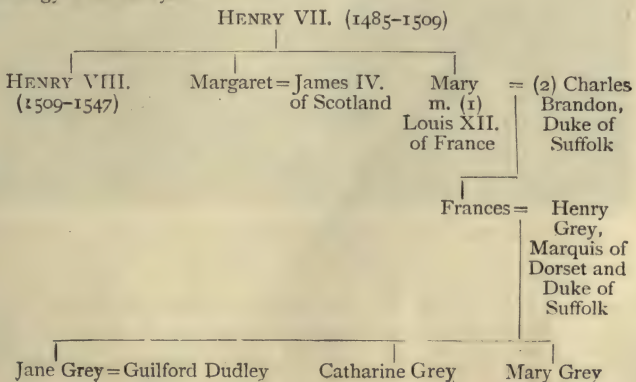 HENRY VII. (1485–1509)
HENRY VIII. Margaret = James IV. Mary = (2) Charles
(1509–1547) of Scotland m. (1) Brandon,
Louis XII. Duke of
of France Suffolk
Frances = Henry
Grey,
Marquis of
Dorset and
Duke of
Suffolk
Jane Grey = Guilford Dudley Catharine Grey Mary Grey